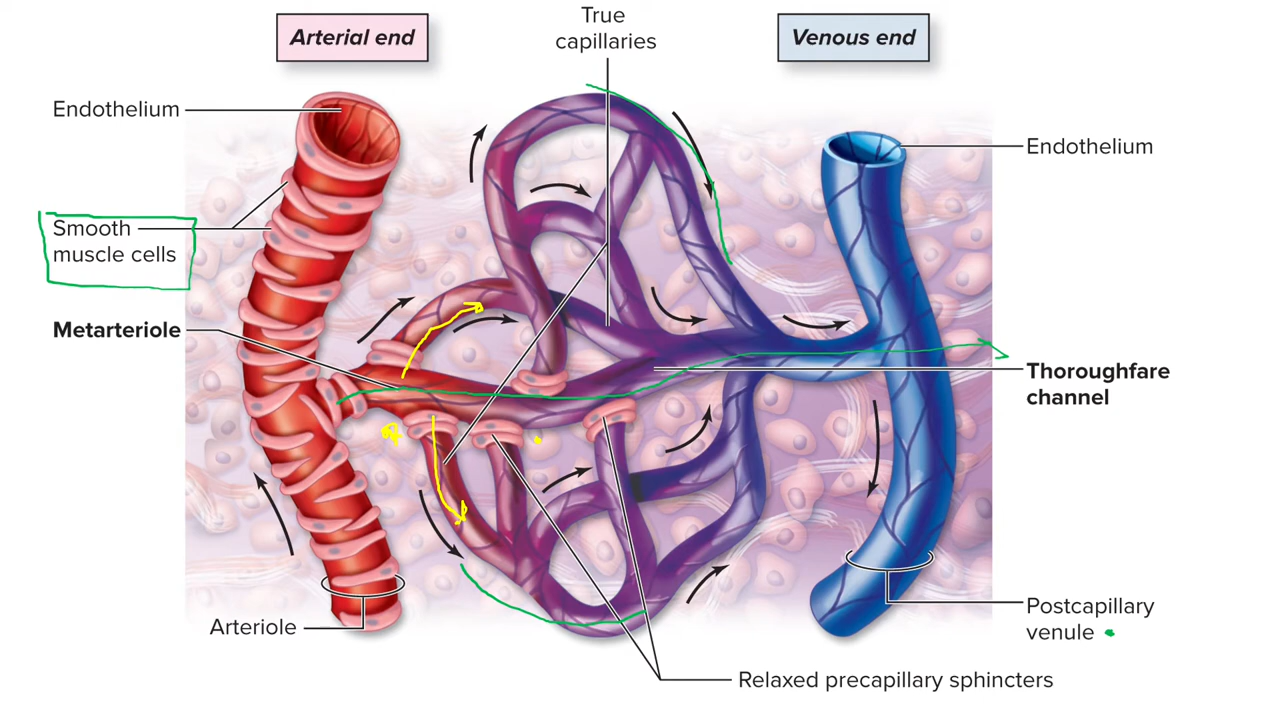 True
capillaries
Arterial end
Venous end
Endothelium
Endothelium
Smooth
muscle cells
Metarteriole
Thoroughfare
channel
Postcapillary
venule
Arteriole
Relaxed precapillary sphincters